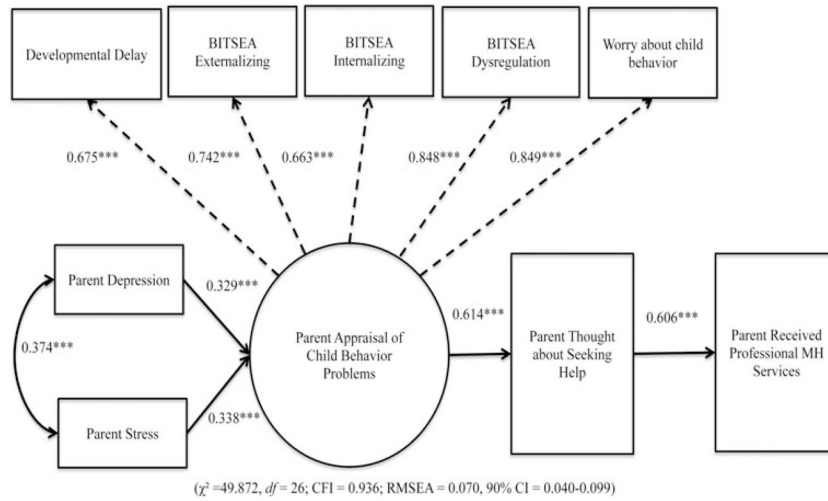 Developmental Delay
BITSEA
Externalizing
BITSEA
Internalizing
BITSEA
Dysregulation
Worry about child
behavior
0.675***
0.742***
0.663***
0.848***
0.849***
Parent Depression
0.329***
0.374***
Parent Stress
0.338***
Parent Appraisal of
Child Behavior
Problems
0.614***
Parent Thought
about Seeking
Help
0.606***
Parent Received
Professional MH
Services
(χ² =49.872, df = 26; CFI = 0.936; RMSEA = 0.070, 90% CI = 0.040-0.099)